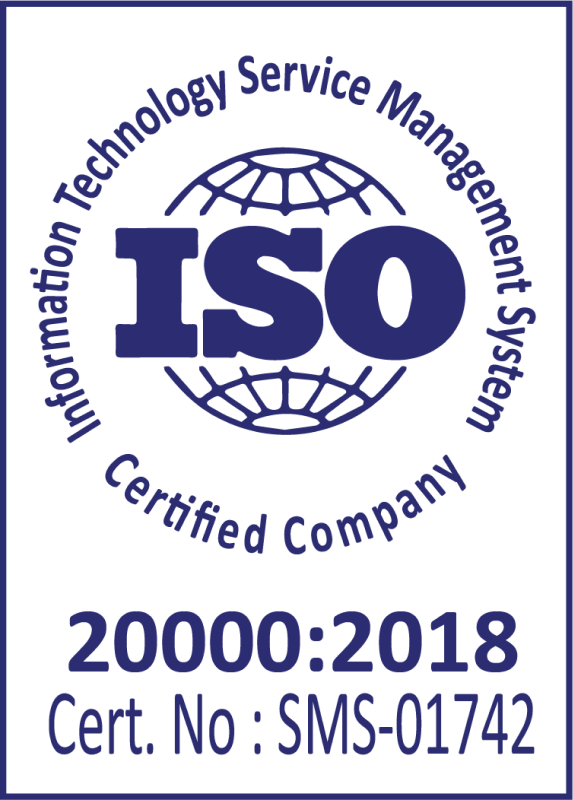 Information Technology Service Management System
ISO
Certified Company
20000:2018
Cert. No : SMS-01742